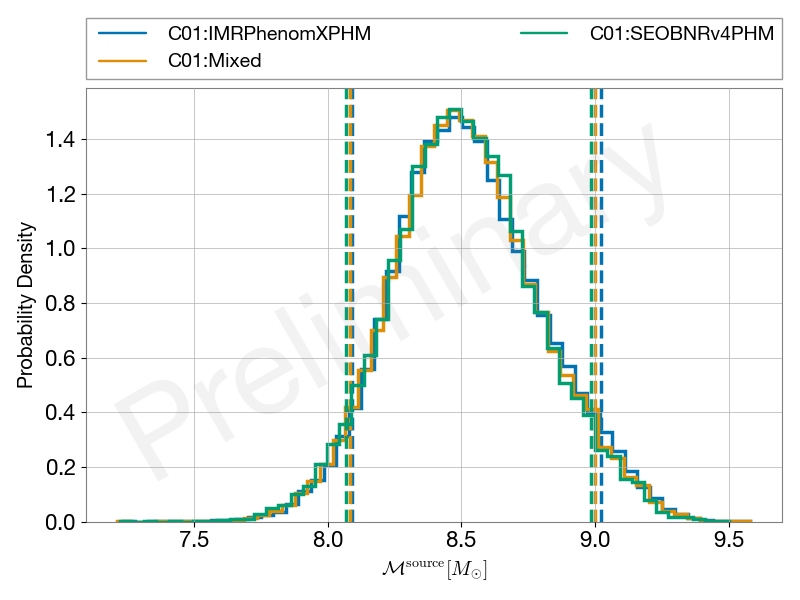 C01:IMRPhenomXPHM
C01:Mixed
C01:SEOBNRv4PHM
Probability Density
1.4
1.2
1.0
0.8
0.6
0.4
0.2
0.0
Preliminary
7.5 8.0 8.5 9.0 9.5
ℳ^source [M_⊙]